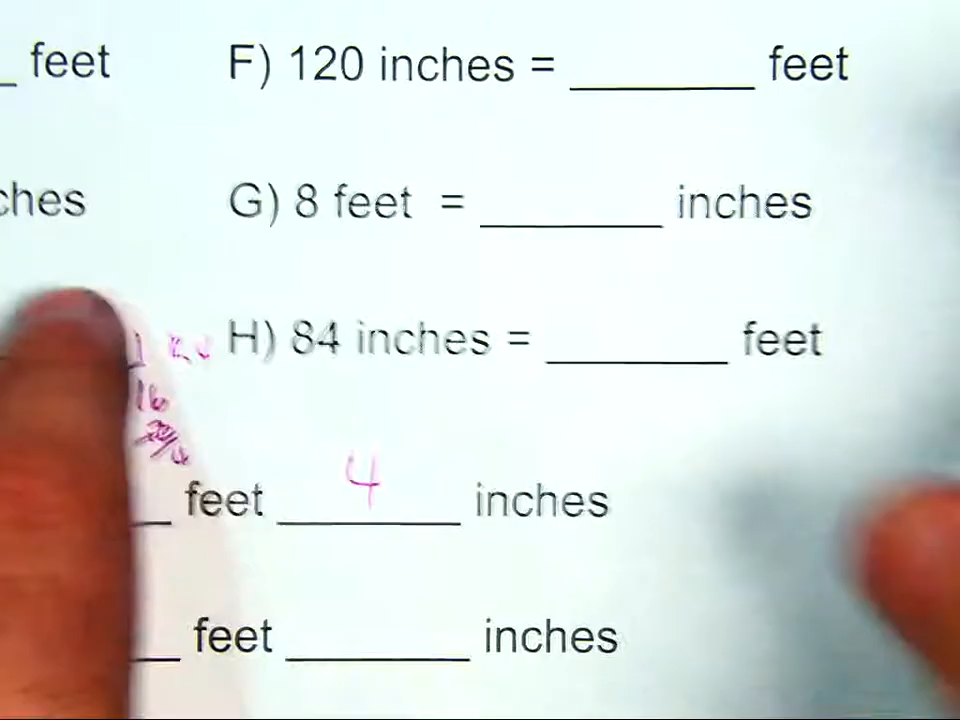 feet F) 120 inches = ________ feet
ches G) 8 feet = ________ inches
H) 84 inches = ________ feet
16
feet 4 inches
feet ________ inches